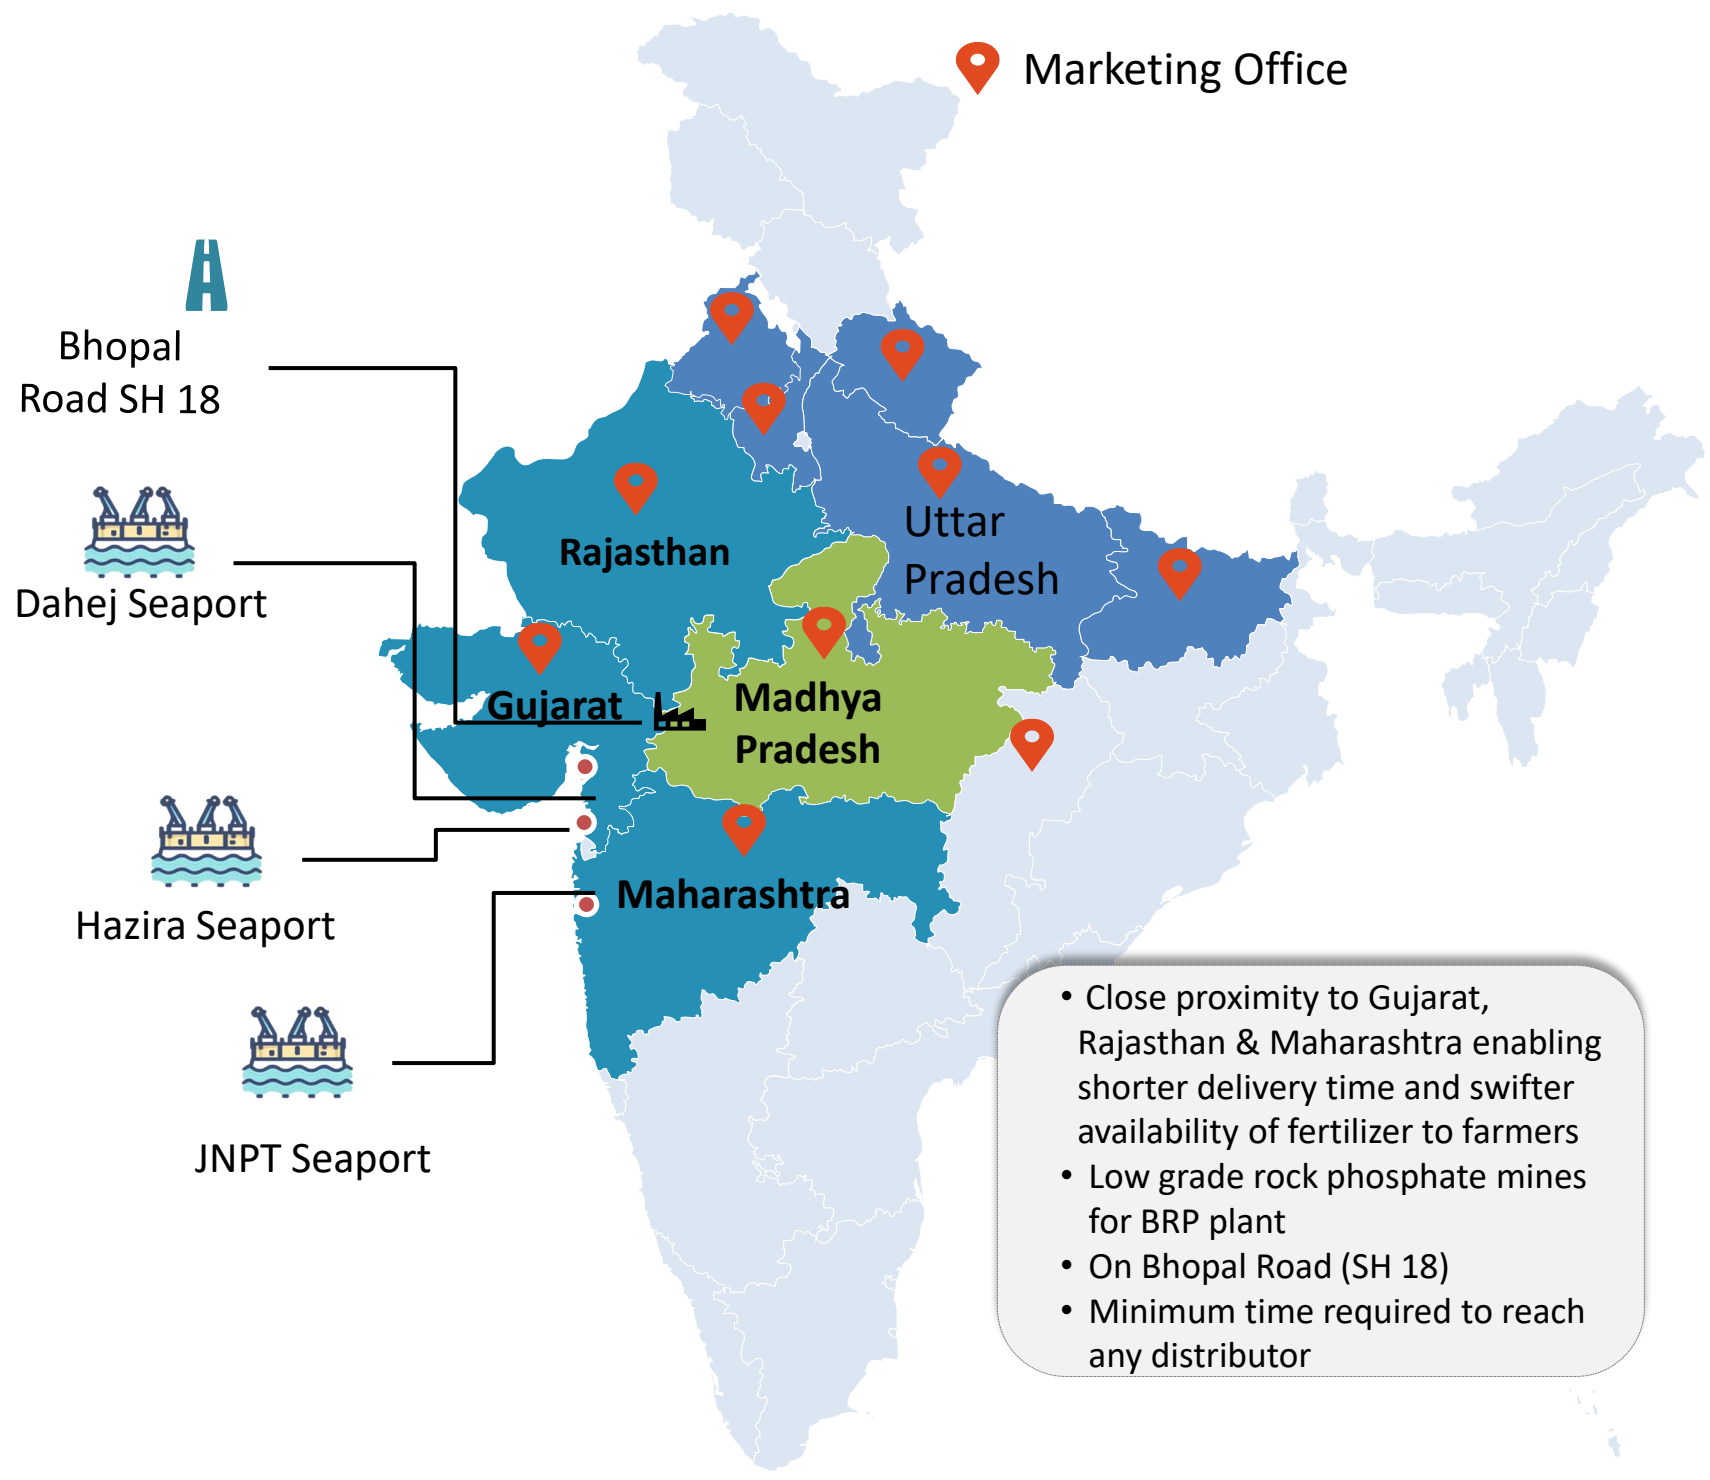 Marketing Office
Bhopal
Road SH 18
Dahej Seaport
Hazira Seaport
JNPT Seaport
Rajasthan
Uttar
Pradesh
Gujarat
Madhya
Pradesh
Maharashtra
• Close proximity to Gujarat,
Rajasthan & Maharashtra enabling
shorter delivery time and swifter
availability of fertilizer to farmers
• Low grade rock phosphate mines
for BRP plant
• On Bhopal Road (SH 18)
• Minimum time required to reach
any distributor